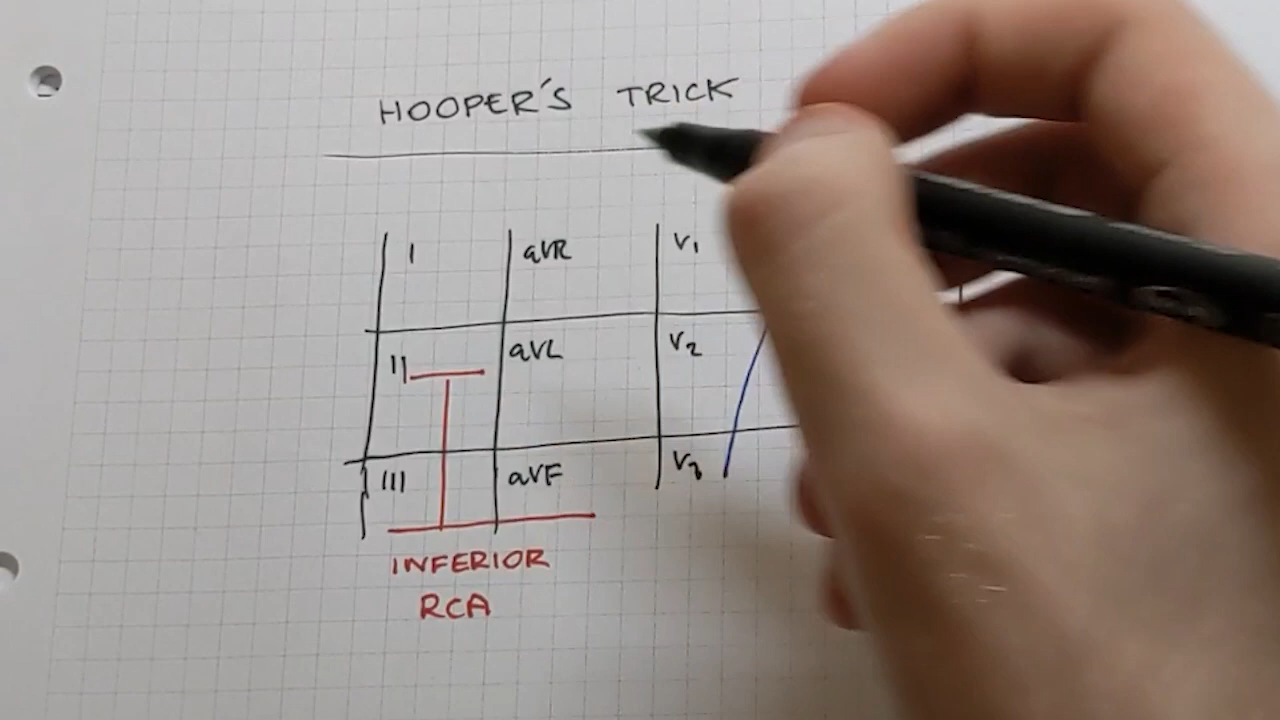 HOOPER'S TRICK
I aVR V1
II aVL V2
III aVF V3
INFERIOR
RCA